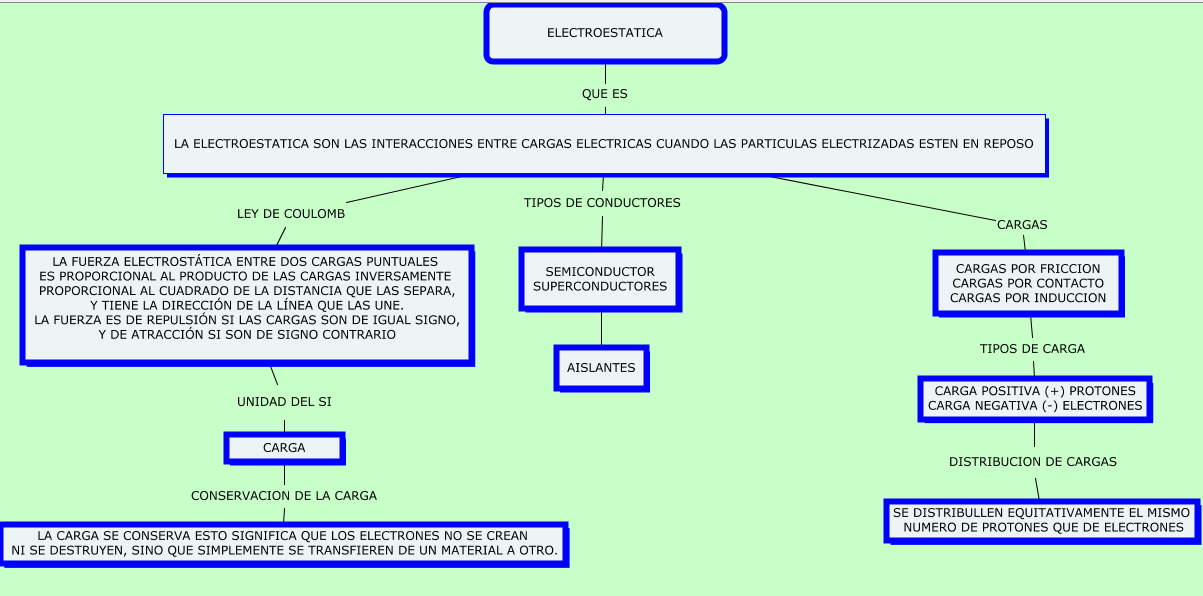 ELECTROESTATICA
QUE ES
LA ELECTROESTATICA SON LAS INTERACCIONES ENTRE CARGAS ELECTRICAS CUANDO LAS PARTICULAS ELECTRIZADAS ESTEN EN REPOSO
LEY DE COULOMB
LA FUERZA ELECTROSTÁTICA ENTRE DOS CARGAS PUNTUALES
ES PROPORCIONAL AL PRODUCTO DE LAS CARGAS INVERSAMENTE
PROPORCIONAL AL CUADRADO DE LA DISTANCIA QUE LAS SEPARA,
Y TIENE LA DIRECCIÓN DE LA LÍNEA QUE LAS UNE.
LA FUERZA ES DE REPULSIÓN SI LAS CARGAS SON DE IGUAL SIGNO,
Y DE ATRACCIÓN SI SON DE SIGNO CONTRARIO
UNIDAD DEL SI
CARGA
CONSERVACION DE LA CARGA
LA CARGA SE CONSERVA ESTO SIGNIFICA QUE LOS ELECTRONES NO SE CREAN
NI SE DESTRUYEN, SINO QUE SIMPLEMENTE SE TRANSFIEREN DE UN MATERIAL A OTRO.
TIPOS DE CONDUCTORES
SEMICONDUCTOR
SUPERCONDUCTORES
AISLANTES
CARGAS
CARGAS POR FRICCION
CARGAS POR CONTACTO
CARGAS POR INDUCCION
TIPOS DE CARGA
CARGA POSITIVA (+) PROTONES
CARGA NEGATIVA (-) ELECTRONES
DISTRIBUCION DE CARGAS
SE DISTRIBULLEN EQUITATIVAMENTE EL MISMO
NUMERO DE PROTONES QUE DE ELECTRONES